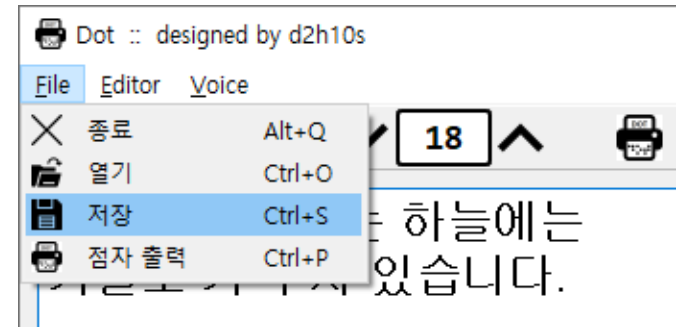 Dot :: designed by d2h10s
File Editor Voice
종료 Alt+Q
18
DOT
열기 Ctrl+O
저장 Ctrl+S
점자 출력 Ctrl+P
하늘에는
있습니다.